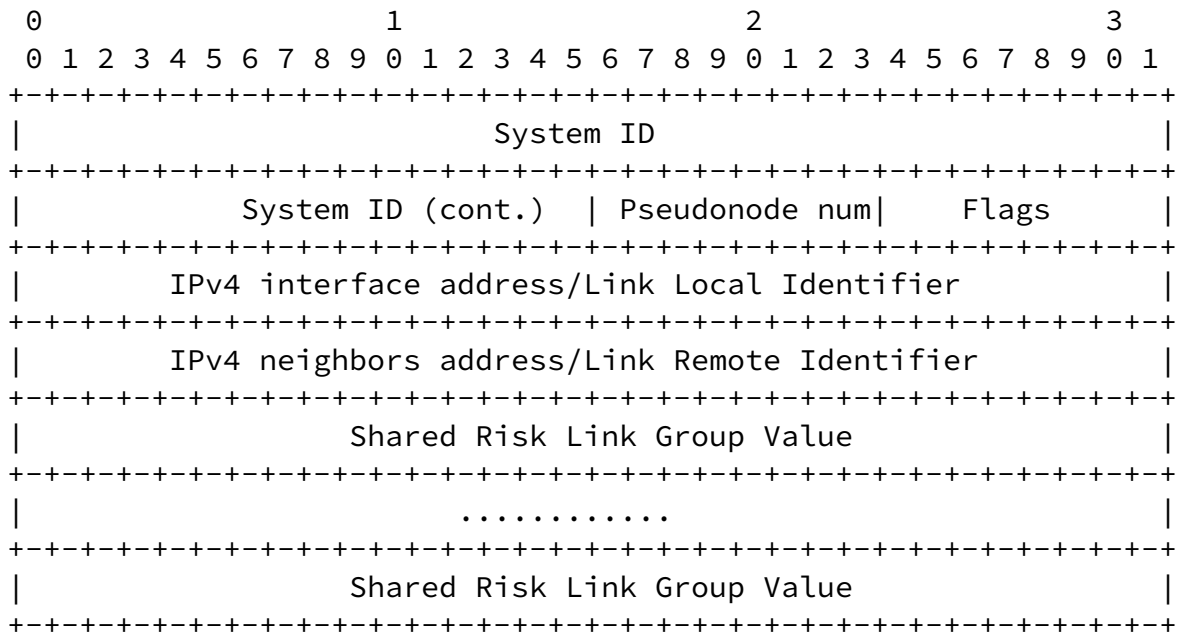 0                   1                   2                   3
 0 1 2 3 4 5 6 7 8 9 0 1 2 3 4 5 6 7 8 9 0 1 2 3 4 5 6 7 8 9 0 1
+-+-+-+-+-+-+-+-+-+-+-+-+-+-+-+-+-+-+-+-+-+-+-+-+-+-+-+-+-+-+-+-+
|                          System ID                            |
+-+-+-+-+-+-+-+-+-+-+-+-+-+-+-+-+-+-+-+-+-+-+-+-+-+-+-+-+-+-+-+-+
|            System ID (cont.)  | Pseudonode num|    Flags      |
+-+-+-+-+-+-+-+-+-+-+-+-+-+-+-+-+-+-+-+-+-+-+-+-+-+-+-+-+-+-+-+-+
|        IPv4 interface address/Link Local Identifier           |
+-+-+-+-+-+-+-+-+-+-+-+-+-+-+-+-+-+-+-+-+-+-+-+-+-+-+-+-+-+-+-+-+
|        IPv4 neighbors address/Link Remote Identifier          |
+-+-+-+-+-+-+-+-+-+-+-+-+-+-+-+-+-+-+-+-+-+-+-+-+-+-+-+-+-+-+-+-+
|                  Shared Risk Link Group Value                 |
+-+-+-+-+-+-+-+-+-+-+-+-+-+-+-+-+-+-+-+-+-+-+-+-+-+-+-+-+-+-+-+-+
|                        ............                           |
+-+-+-+-+-+-+-+-+-+-+-+-+-+-+-+-+-+-+-+-+-+-+-+-+-+-+-+-+-+-+-+-+
|                  Shared Risk Link Group Value                 |
+-+-+-+-+-+-+-+-+-+-+-+-+-+-+-+-+-+-+-+-+-+-+-+-+-+-+-+-+-+-+-+-+